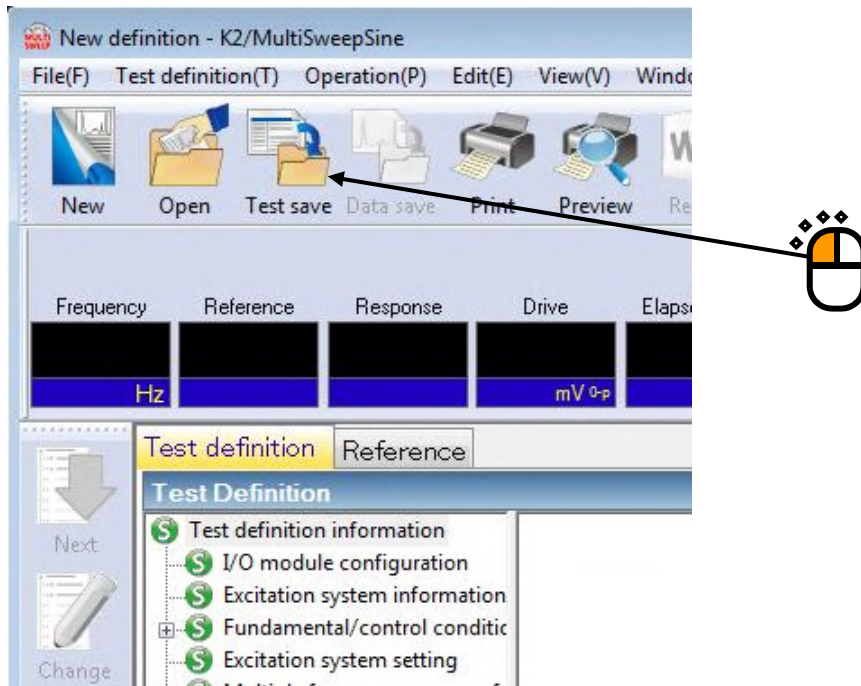 New definition - K2/MultiSweepSine
File(F) Test definition(T) Operation(P) Edit(E) View(V)
New Open Test save Data save Print Preview
Frequency Reference Response Drive
Hz mV 0-p
Test definition Reference
Test Definition
Test definition information
Next
I/O module configuration
Excitation system information
Fundamental/control conditic
Excitation system setting
Change